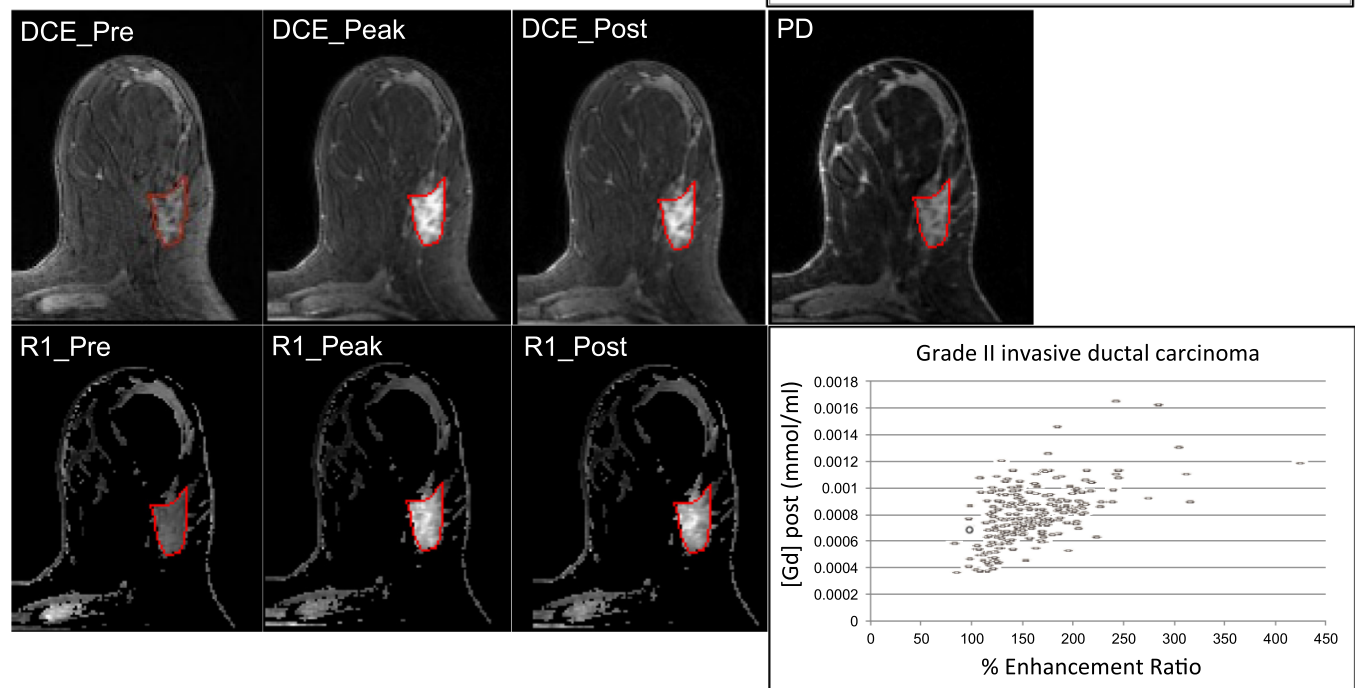 DCE_Pre
DCE_Peak
DCE_Post
PD
R1_Pre
R1_Peak
R1_Post
Grade II invasive ductal carcinoma
[Gd] post (mmol/ml)
0.0018
0.0016
0.0014
0.0012
0.001
0.0008
0.0006
0.0004
0.0002
0
0 50 100 150 200 250 300 350 400 450
% Enhancement Ratio